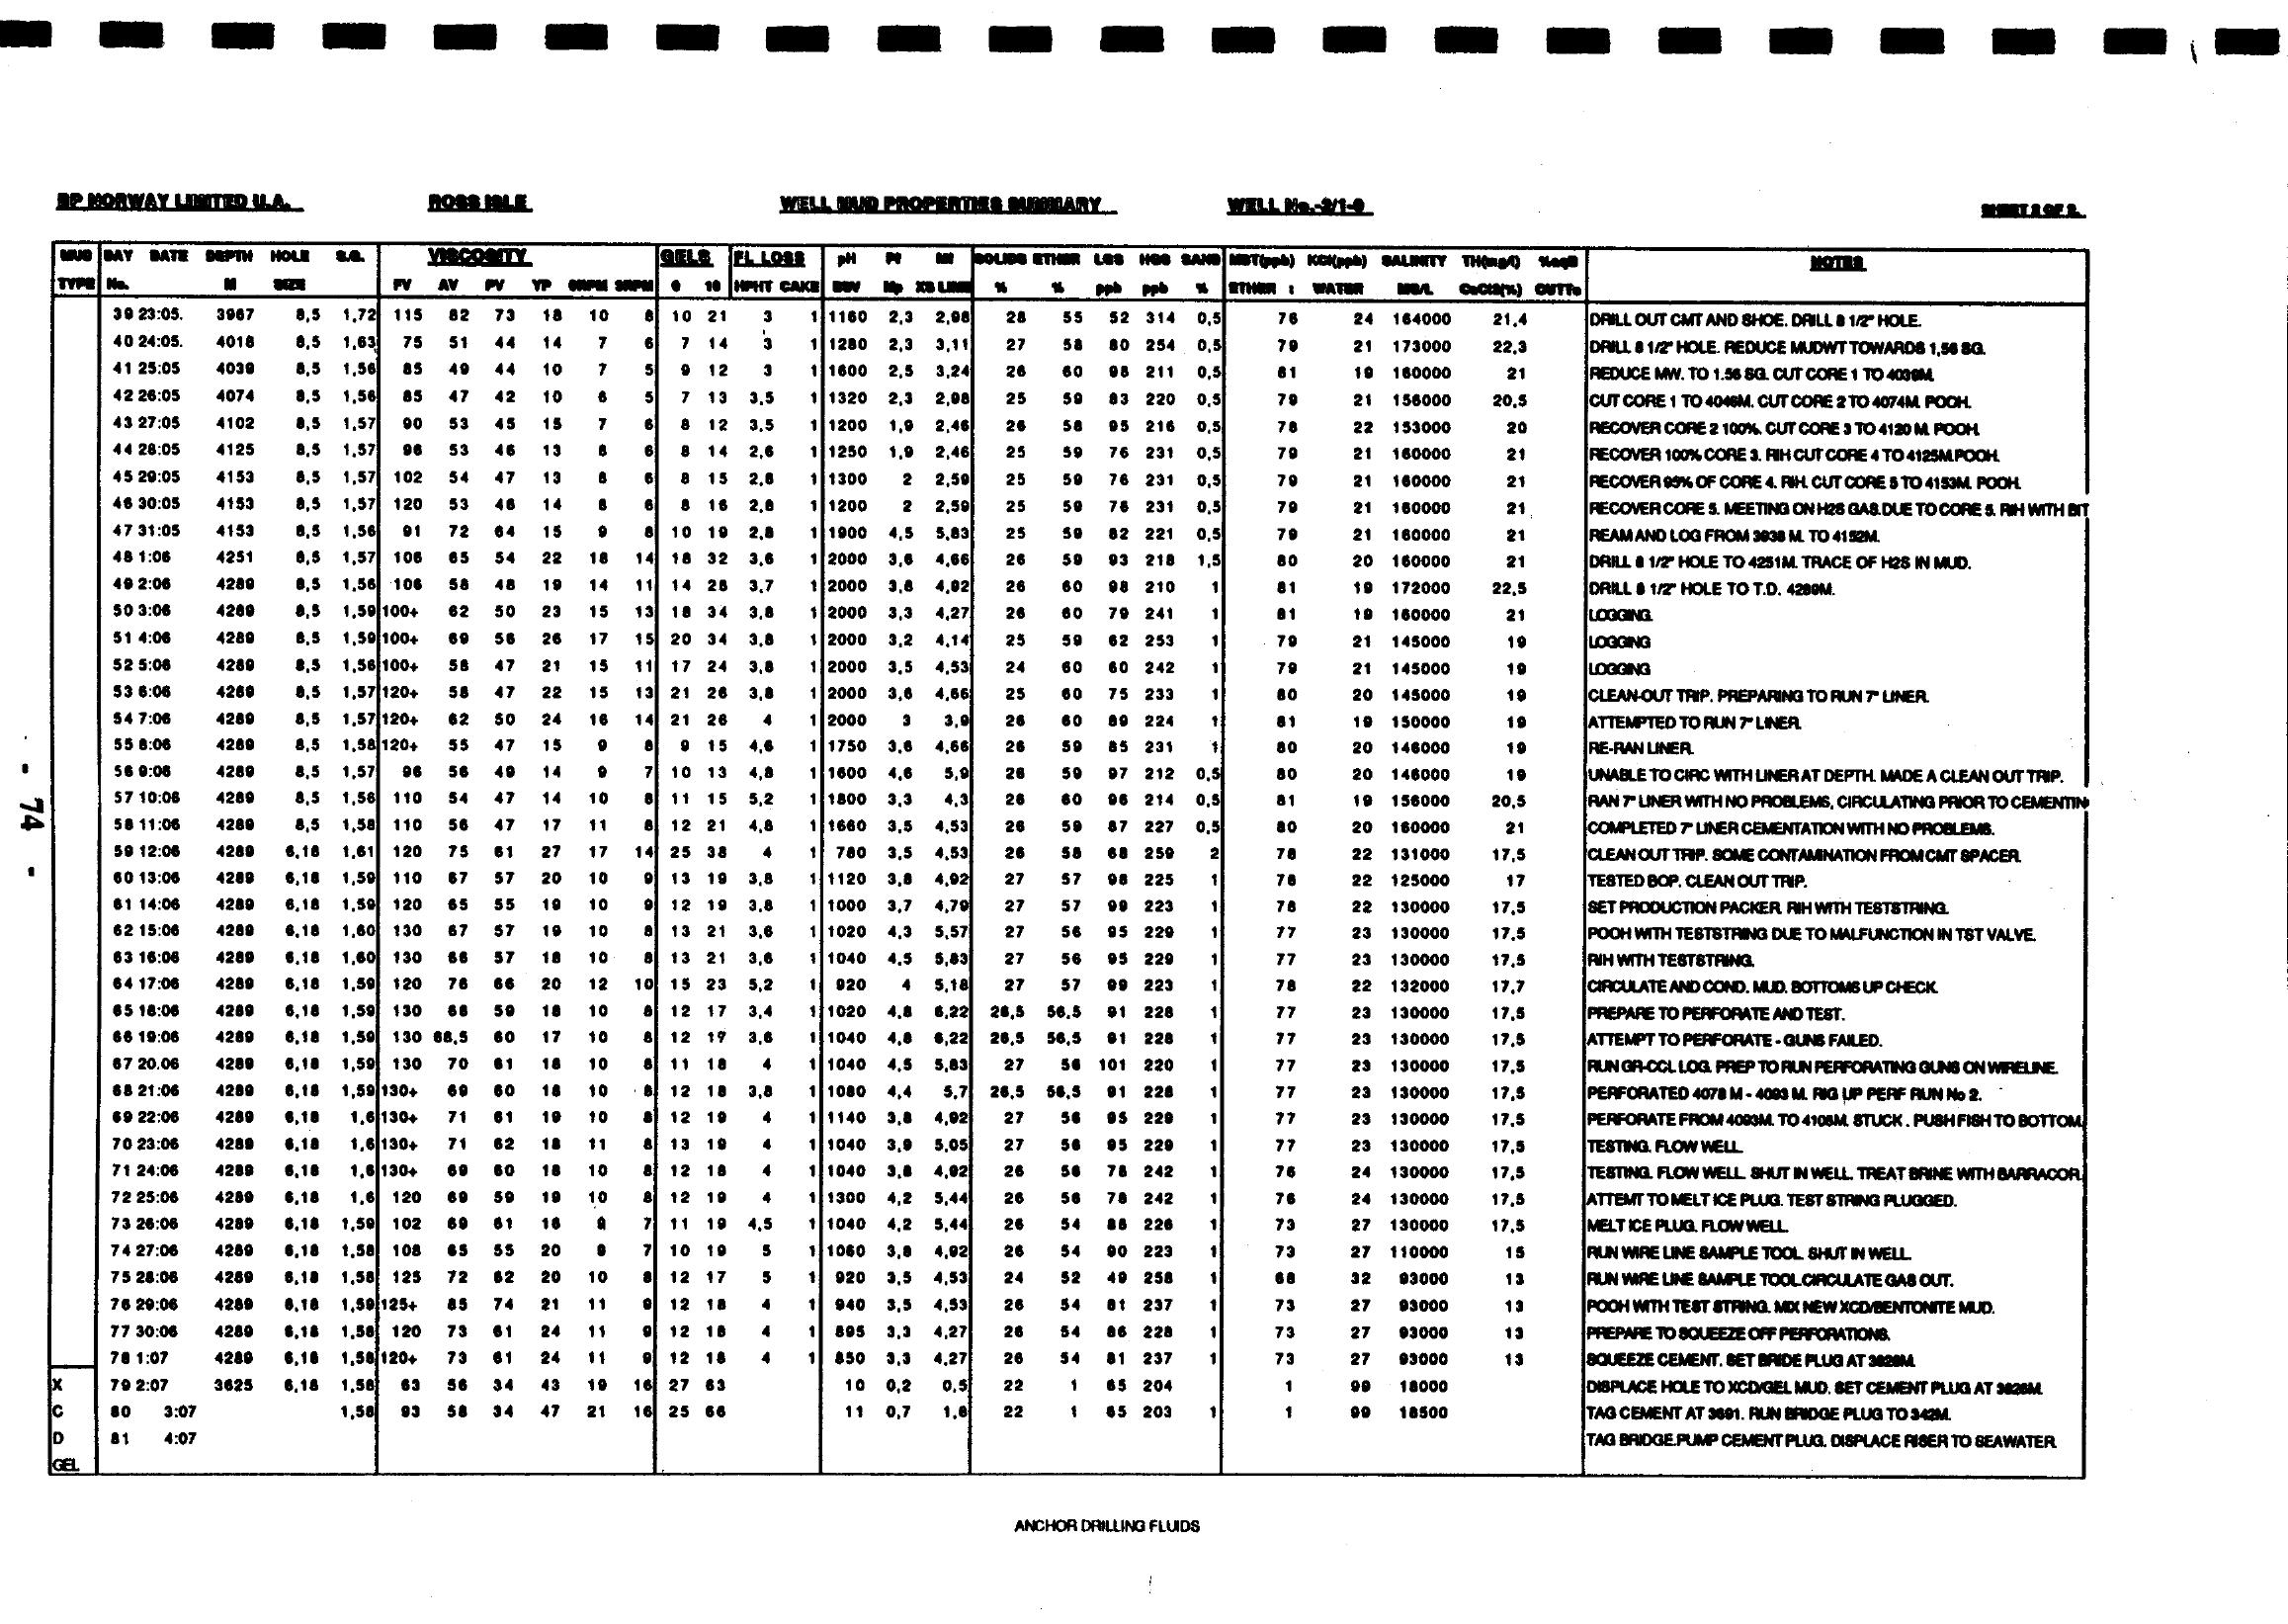 BP NORWAY LIMITED U.A. ROSS ISLE WELL MUD PROPERTIES SUMMARY WELL No.-2/1-9 SHEET 2 OF 2.
MUD DAY DATE DEPTH HOLE S.G. VISCOSITY GELS FL LOSS pH Pf Mf SOLIDS ETHER LGS HGS SAND MBT(ppb) KCl(ppb) SALINITY TH(mg/l) NOTES
TYPE No. M SIZE FV AV PV YP 6RPM 3RPM 0 10 HPHT CAKE Mp XS LIME % % ppb ppb % ETHER : WATER MG/L CaCl2(%)
39 23:05. 3967 8,5 1,72 115 82 73 18 10 8 10 21 3 1 1160 2,3 2,98 28 55 52 314 0,5 76 24 164000 21,4 DRILL OUT CMT AND SHOE. DRILL 8 1/2" HOLE.
40 24:05. 4018 8,5 1,63 75 51 44 14 7 6 7 14 3 1 1280 2,3 3,11 27 58 80 254 0,5 79 21 173000 22,3 DRILL 8 1/2" HOLE. REDUCE MUDWT TOWARDS 1,56 SG.
41 25:05 4039 8,5 1,56 85 49 44 10 7 5 9 12 3 1 1600 2,5 3,24 26 60 98 211 0,5 81 19 160000 21 REDUCE MW. TO 1.56 SG. CUT CORE 1 TO 4039M.
42 26:05 4074 8,5 1,56 85 47 42 10 6 5 7 13 3,5 1 1320 2,3 2,98 25 59 83 220 0,5 79 21 156000 20,5 CUT CORE 1 TO 4046M. CUT CORE 2 TO 4074M. POOH.
43 27:05 4102 8,5 1,57 90 53 45 15 7 6 8 12 3,5 1 1200 1,9 2,46 26 58 95 216 0,5 78 22 153000 20 RECOVER CORE 2 100%. CUT CORE 3 TO 4120 M. POOH.
44 28:05 4125 8,5 1,57 96 53 46 13 8 6 8 14 2,6 1 1250 1,9 2,46 25 59 76 231 0,5 79 21 160000 21 RECOVER 100% CORE 3. RIH CUT CORE 4 TO 4125M.POOH.
45 29:05 4153 8,5 1,57 102 54 47 13 8 6 8 15 2,8 1 1300 2 2,59 25 59 76 231 0,5 79 21 160000 21 RECOVER 99% OF CORE 4. RIH. CUT CORE 5 TO 4153M. POOH.
46 30:05 4153 8,5 1,57 120 53 46 14 8 6 8 16 2,8 1 1200 2 2,59 25 59 76 231 0,5 79 21 160000 21 RECOVER CORE 5. MEETING ON H2S GAS.DUE TO CORE 5. RIH WITH BIT
47 31:05 4153 8,5 1,56 91 72 64 15 9 8 10 19 2,8 1 1900 4,5 5,83 25 59 82 221 0,5 79 21 160000 21 REAM AND LOG FROM 3938 M. TO 4152M.
48 1:06 4251 8,5 1,57 106 65 54 22 18 14 18 32 3,6 1 2000 3,6 4,66 26 59 93 218 1,5 80 20 160000 21 DRILL 8 1/2" HOLE TO 4251M. TRACE OF H2S IN MUD.
49 2:06 4289 8,5 1,56 106 58 48 19 14 11 14 28 3,7 1 2000 3,8 4,92 26 60 98 210 1 81 19 172000 22,5 DRILL 8 1/2" HOLE TO T.D. 4289M.
50 3:06 4289 8,5 1,59 100+ 62 50 23 15 13 18 34 3,8 1 2000 3,3 4,27 26 60 79 241 1 81 19 160000 21 LOGGING.
51 4:06 4289 8,5 1,59 100+ 69 56 26 17 15 20 34 3,8 1 2000 3,2 4,14 25 59 62 253 1 79 21 145000 19 LOGGING
52 5:06 4289 8,5 1,56 100+ 58 47 21 15 11 17 24 3,8 1 2000 3,5 4,53 24 60 60 242 1 79 21 145000 19 LOGGING
53 6:06 4289 8,5 1,57 120+ 58 47 22 15 13 21 26 3,8 1 2000 3,6 4,66 25 60 75 233 1 80 20 145000 19 CLEAN-OUT TRIP. PREPARING TO RUN 7" LINER.
54 7:06 4289 8,5 1,57 120+ 62 50 24 16 14 21 26 4 1 2000 3 3,9 26 60 89 224 1 81 19 150000 19 ATTEMPTED TO RUN 7" LINER.
55 8:06 4289 8,5 1,58 120+ 55 47 15 9 8 9 15 4,6 1 1750 3,6 4,66 26 59 85 231 1 80 20 146000 19 RE-RAN LINER.
56 9:06 4289 8,5 1,57 96 56 49 14 9 7 10 13 4,8 1 1600 4,6 5,9 26 59 97 212 0,5 80 20 146000 19 UNABLE TO CIRC WITH LINER AT DEPTH. MADE A CLEAN OUT TRIP.
57 10:06 4289 8,5 1,56 110 54 47 14 10 8 11 15 5,2 1 1800 3,3 4,3 26 60 96 214 0,5 81 19 156000 20,5 RAN 7" LINER WITH NO PROBLEMS, CIRCULATING PRIOR TO CEMENTIN
58 11:06 4289 8,5 1,58 110 56 47 17 11 8 12 21 4,8 1 1660 3,5 4,53 26 59 87 227 0,5 80 20 160000 21 COMPLETED 7" LINER CEMENTATION WITH NO PROBLEMS.
59 12:06 4289 6,18 1,61 120 75 61 27 17 14 25 38 4 1 780 3,5 4,53 26 58 68 259 2 78 22 131000 17,5 CLEAN OUT TRIP. SOME CONTAMINATION FROM CMT SPACER.
60 13:06 4289 6,18 1,59 110 67 57 20 10 9 13 19 3,8 1 1120 3,8 4,92 27 57 98 225 1 78 22 125000 17 TESTED BOP. CLEAN OUT TRIP.
61 14:06 4289 6,18 1,59 120 65 55 19 10 9 12 19 3,8 1 1000 3,7 4,79 27 57 99 223 1 78 22 130000 17,5 SET PRODUCTION PACKER. RIH WITH TESTSTRING.
62 15:06 4289 6,18 1,60 130 67 57 19 10 8 13 21 3,6 1 1020 4,3 5,57 27 56 95 229 1 77 23 130000 17,5 POOH WITH TESTSTRING DUE TO MALFUNCTION IN TST VALVE.
63 16:06 4289 6,18 1,60 130 66 57 18 10 8 13 21 3,6 1 1040 4,5 5,83 27 56 95 229 1 77 23 130000 17,5 RIH WITH TESTSTRING.
64 17:06 4289 6,18 1,59 120 76 66 20 12 10 15 23 5,2 1 920 4 5,18 27 57 99 223 1 78 22 132000 17,7 CIRCULATE AND COND. MUD. BOTTOMS UP CHECK.
65 18:06 4289 6,18 1,59 130 68 59 18 10 8 12 17 3,4 1 1020 4,8 6,22 26,5 56,5 91 228 1 77 23 130000 17,5 PREPARE TO PERFORATE AND TEST.
66 19:06 4289 6,18 1,59 130 68,5 60 17 10 8 12 17 3,6 1 1040 4,8 6,22 26,5 56,5 91 228 1 77 23 130000 17,5 ATTEMPT TO PERFORATE - GUNS FAILED.
67 20.06 4289 6,18 1,59 130 70 61 18 10 8 11 18 4 1 1040 4,5 5,83 27 56 101 220 1 77 23 130000 17,5 RUN GR-CCL LOG. PREP TO RUN PERFORATING GUNS ON WIRELINE.
68 21:06 4289 6,18 1,59 130+ 69 60 18 10 8 12 18 3,8 1 1080 4,4 5,7 26,5 56,5 91 228 1 77 23 130000 17,5 PERFORATED 4078 M - 4093 M. RIG UP PERF RUN No 2.
69 22:06 4289 6,18 1,6 130+ 71 61 19 10 8 12 19 4 1 1140 3,8 4,92 27 56 95 229 1 77 23 130000 17,5 PERFORATE FROM 4093M. TO 4108M. STUCK . PUSH FISH TO BOTTOM.
70 23:06 4289 6,18 1,6 130+ 71 62 18 11 8 13 19 4 1 1040 3,9 5,05 27 56 95 229 1 77 23 130000 17,5 TESTING. FLOW WELL.
71 24:06 4289 6,18 1,6 130+ 69 60 18 10 8 12 18 4 1 1040 3,8 4,92 26 56 78 242 1 76 24 130000 17,5 TESTING. FLOW WELL. SHUT IN WELL. TREAT BRINE WITH BARRACOR.
72 25:06 4289 6,18 1,6 120 69 59 19 10 8 12 19 4 1 1300 4,2 5,44 26 56 78 242 1 76 24 130000 17,5 ATTEMT TO MELT ICE PLUG. TEST STRING PLUGGED.
73 26:06 4289 6,18 1,59 102 69 61 16 9 7 11 19 4,5 1 1040 4,2 5,44 26 54 88 226 1 73 27 130000 17,5 MELT ICE PLUG. FLOW WELL.
74 27:06 4289 6,18 1,58 108 65 55 20 9 7 10 19 5 1 1060 3,8 4,92 26 54 90 223 1 73 27 110000 15 RUN WIRE LINE SAMPLE TOOL. SHUT IN WELL.
75 28:06 4289 6,18 1,58 125 72 62 20 10 8 12 17 5 1 920 3,5 4,53 24 52 49 258 1 68 32 93000 13 RUN WIRE LINE SAMPLE TOOL.CIRCULATE GAS OUT.
76 29:06 4289 6,18 1,59 125+ 85 74 21 11 9 12 18 4 1 940 3,5 4,53 26 54 81 237 1 73 27 93000 13 POOH WITH TEST STRING. MIX NEW XCD/BENTONITE MUD.
77 30:06 4289 6,18 1,58 120 73 61 24 11 9 12 18 4 1 895 3,3 4,27 26 54 86 228 1 73 27 93000 13 PREPARE TO SQUEEZE OFF PERFORATIONS.
78 1:07 4289 6,18 1,58 120+ 73 61 24 11 9 12 18 4 1 850 3,3 4,27 26 54 81 237 1 73 27 93000 13 SQUEEZE CEMENT. SET BRIDE PLUG AT
X 79 2:07 3625 6,18 1,58 63 56 34 43 19 16 27 63 10 0,2 0,5 22 1 65 204 1 99 18000 DISPLACE HOLE TO XCD/GEL MUD. SET CEMENT PLUG AT
C 80 3:07 1,58 93 58 34 47 21 16 25 66 11 0,7 1,6 22 1 65 203 1 1 99 18500 TAG CEMENT AT 3691. RUN BRIDGE PLUG TO 342M.
D 81 4:07 TAG BRIDGE.PUMP CEMENT PLUG. DISPLACE RISER TO SEAWATER.
GEL
- 74 -
ANCHOR DRILLING FLUIDS